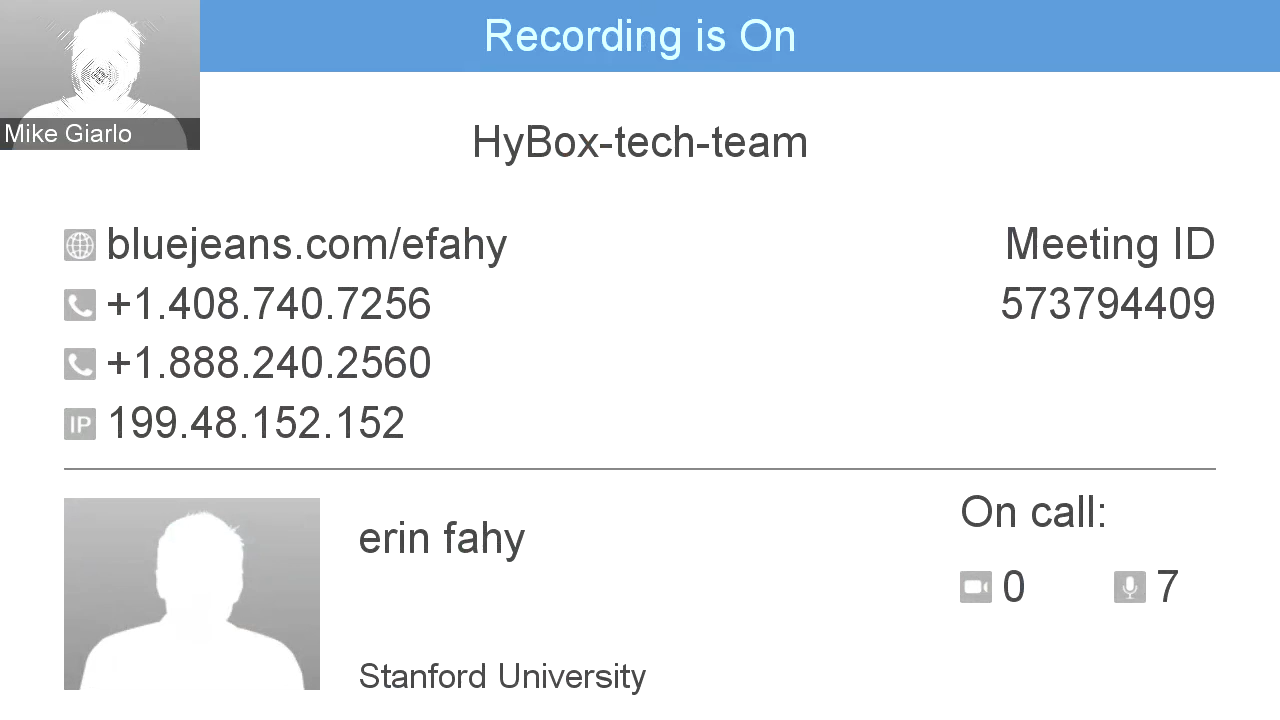 Recording is On
Mike Giarlo
HyBox-tech-team
bluejeans.com/efahy
+1.408.740.7256
+1.888.240.2560
IP 199.48.152.152
Meeting ID
573794409
erin fahy
Stanford University
On call:
0 7